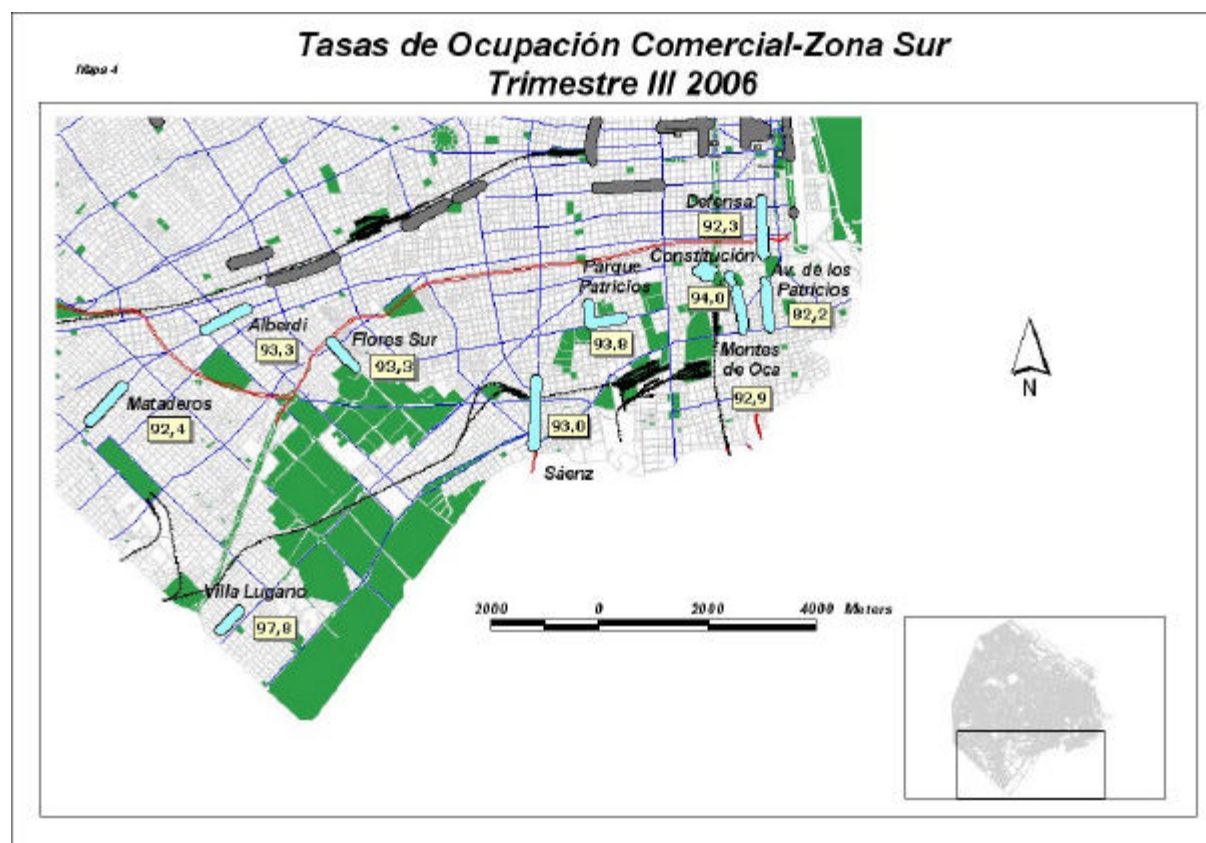 Tasas de Ocupación Comercial-Zona Sur
Trimestre III 2006
Mapa 4
Defensa
92,3
Constitución
94,0
Parque
Patricios
93,8
Av. de los
Patricios
82,2
Montes
de Oca
92,9
Alberdi
93,3
Flores Sur
93,3
Mataderos
92,4
93,0
Sáenz
Villa Lugano
97,8
N
2000 0 2000 4000 Meters